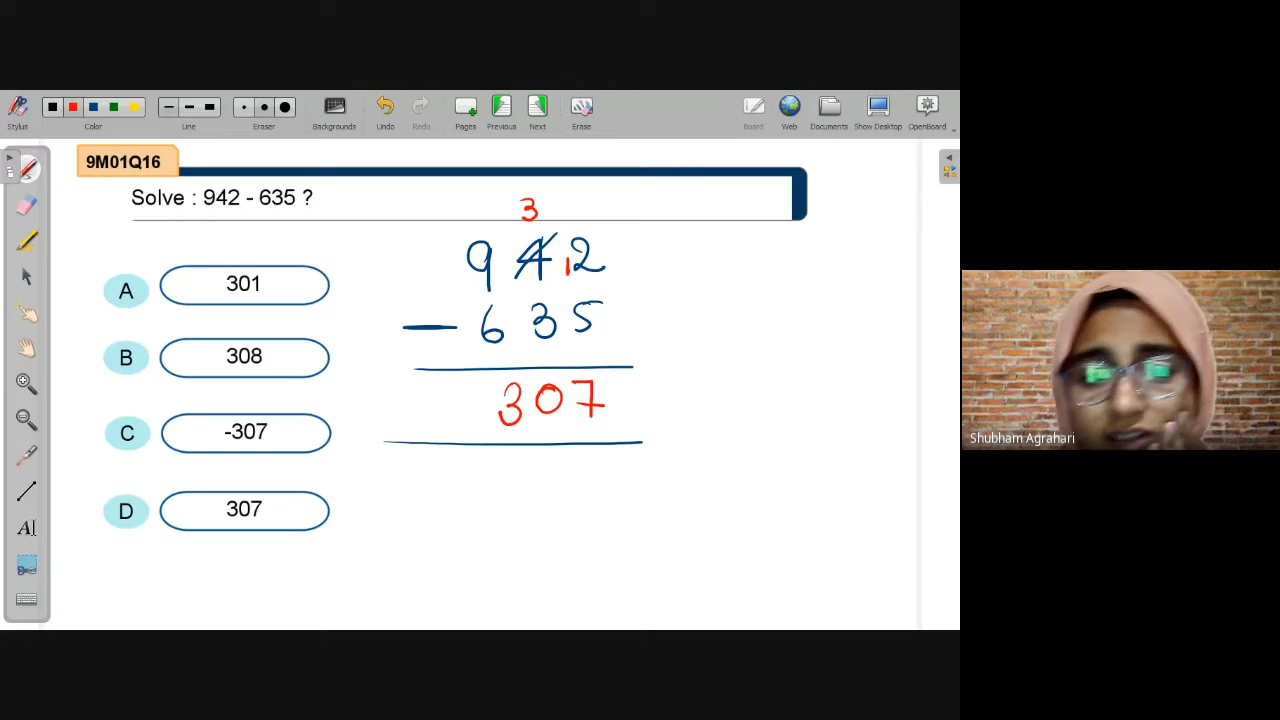 Stylus
Color
Line
Eraser
Backgrounds
Undo
Redo
Pages
Previous
Next
Erase
Board
Web
Documents
Show Desktop
OpenBoard
9M01Q16
Solve : 942 - 635 ?
3
9 4 12
- 6 3 5
3 0 7
A 301
B 308
C -307
D 307
AI
Shubham Agrahari